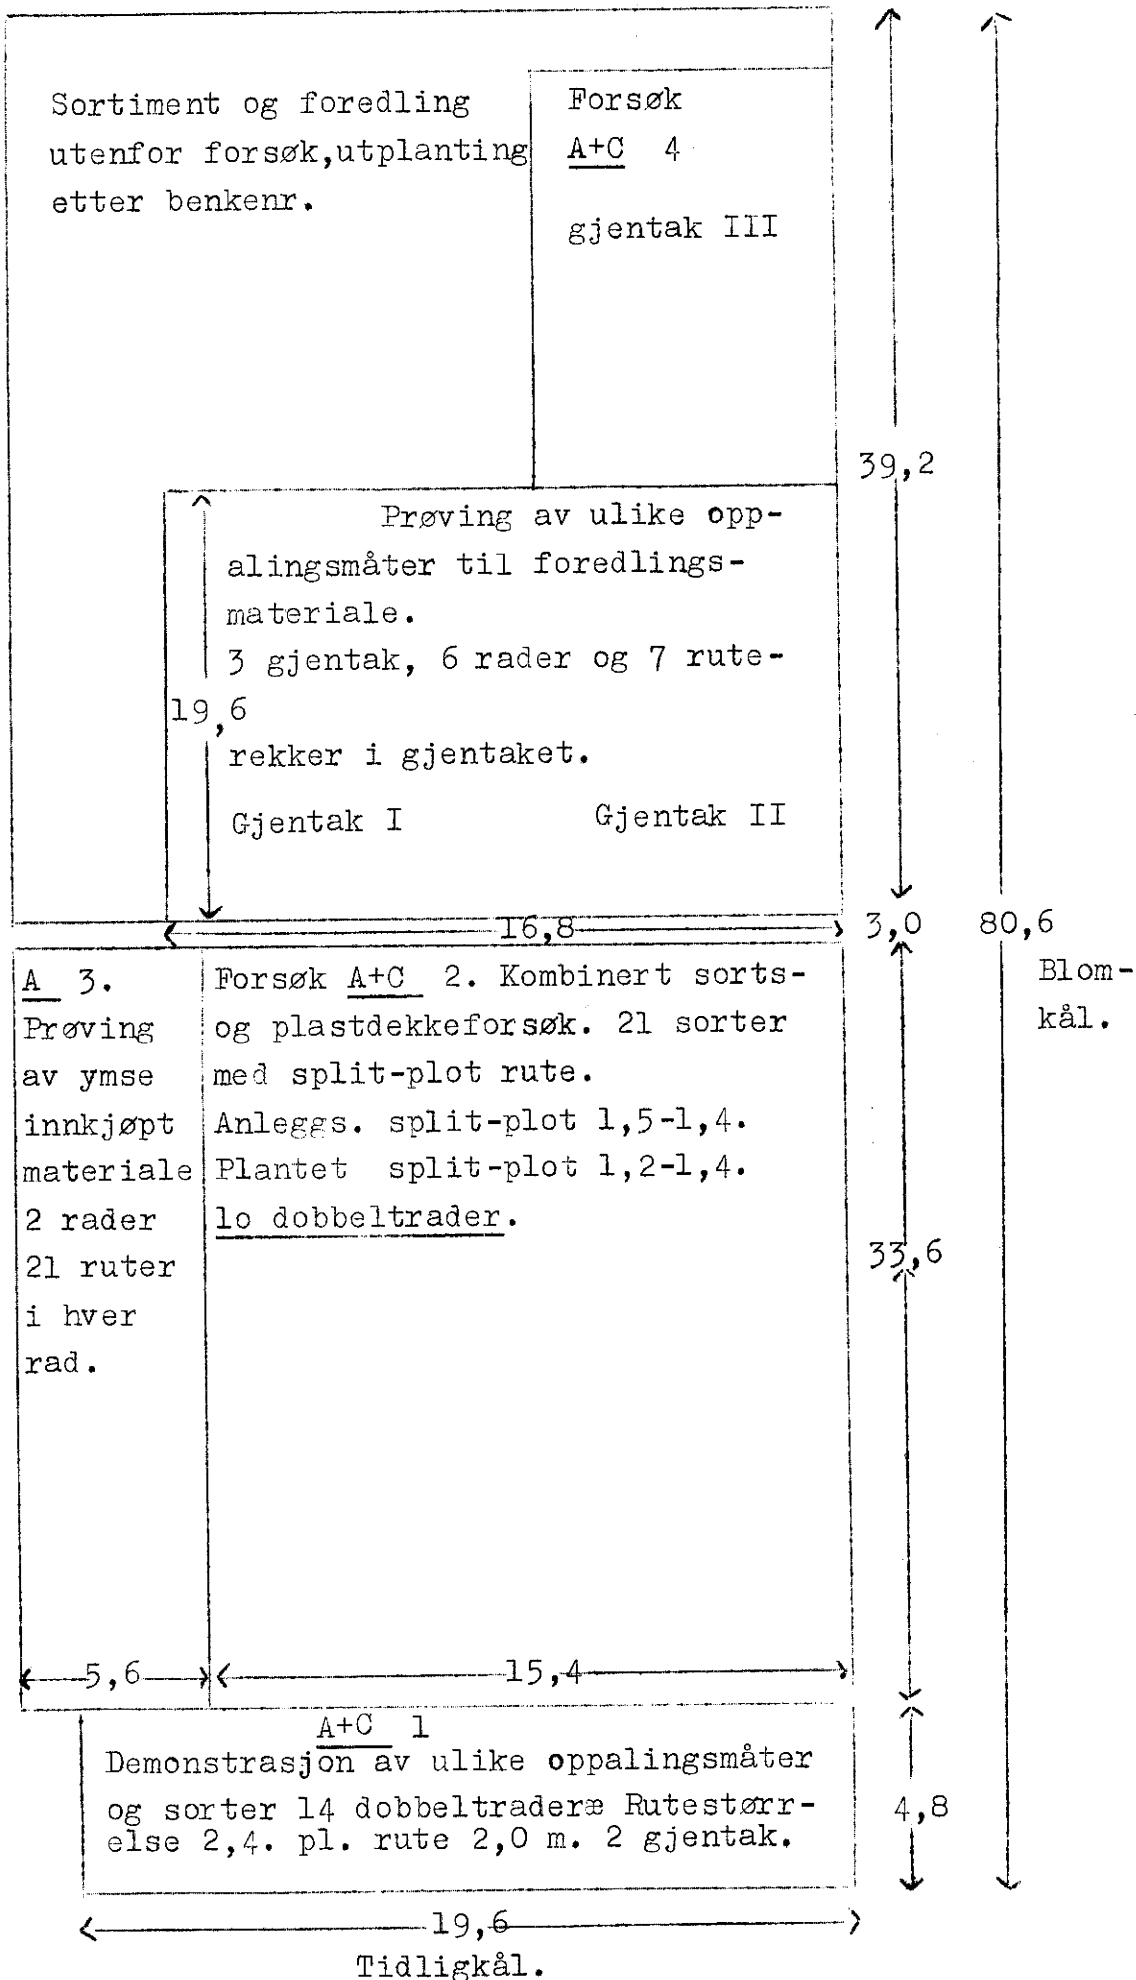 Sortiment og foredling
utenfor forsøk,utplanting
etter benkenr.
Forsøk
A+C 4
gjentak III
39,2
Prøving av ulike opp-
alingsmåter til foredlings-
materiale.
3 gjentak, 6 rader og 7 rute-
19,6
rekker i gjentaket.
Gjentak I
Gjentak II
16,8
3,0
80,6
Blom-
kål.
A 3.
Prøving
av ymse
innkjøpt
materiale
2 rader
21 ruter
i hver
rad.
Forsøk A+C 2. Kombinert sorts-
og plastdekkeforsøk. 21 sorter
med split-plot rute.
Anleggs. split-plot 1,5-1,4.
Plantet split-plot 1,2-1,4.
lo dobbeltrader.
33,6
5,6
15,4
A+C 1
Demonstrasjon av ulike oppalingsmåter
og sorter 14 dobbeltraderæ Rutestørr-
else 2,4. pl. rute 2,0 m. 2 gjentak.
4,8
19,6
Tidligkål.